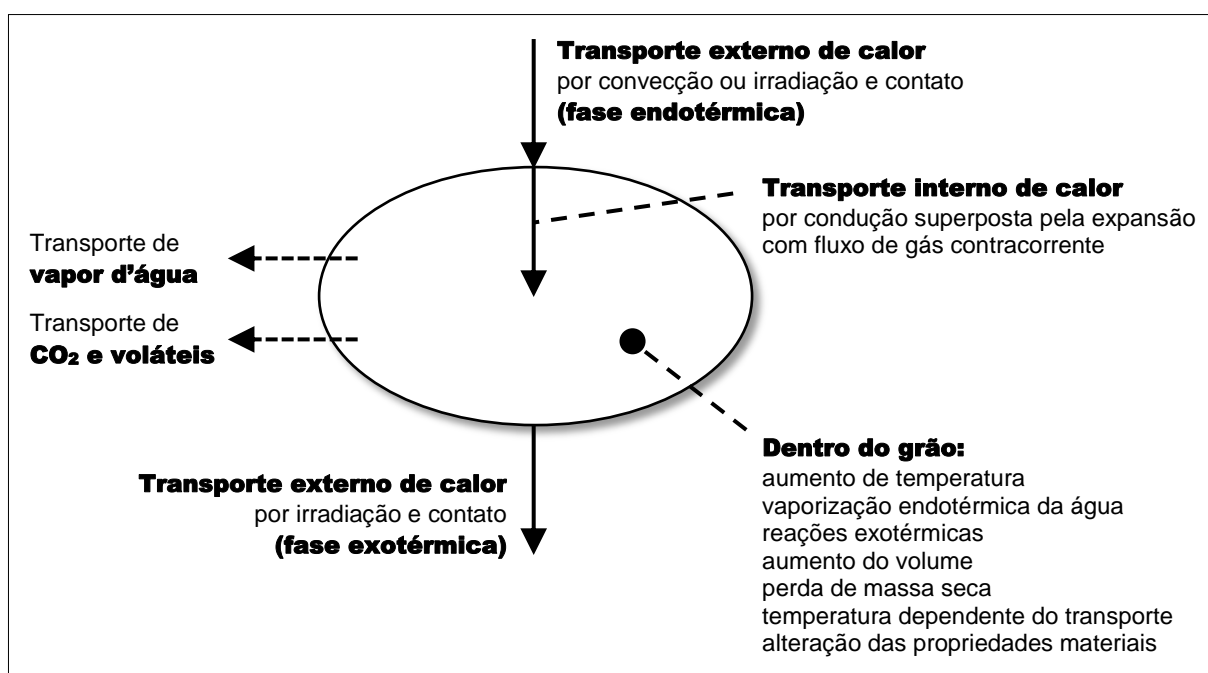 Transporte externo de calor
por convecção ou irradiação e contato
(fase endotérmica)
Transporte interno de calor
por condução superposta pela expansão
com fluxo de gás contracorrente
Transporte de
vapor d’água
Transporte de
CO₂ e voláteis
Dentro do grão:
aumento de temperatura
vaporização endotérmica da água
reações exotérmicas
aumento do volume
perda de massa seca
temperatura dependente do transporte
alteração das propriedades materiais
Transporte externo de calor
por irradiação e contato
(fase exotérmica)